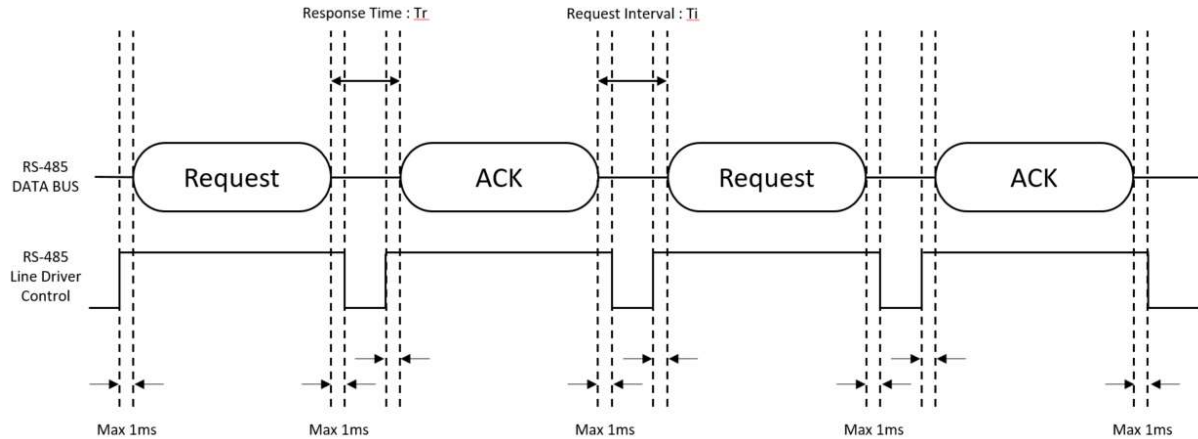 Response Time : Tr
Request Interval : Ti
RS-485
DATA BUS
Request
ACK
Request
ACK
RS-485
Line Driver
Control
Max 1ms
Max 1ms
Max 1ms
Max 1ms
Max 1ms